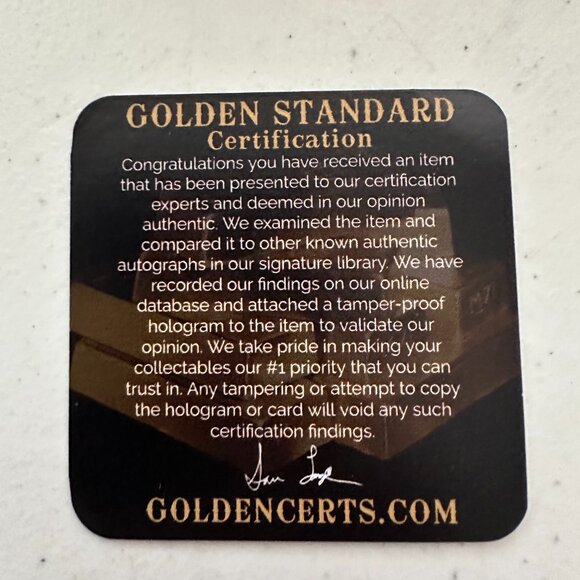 GOLDEN STANDARD
Certification
Congratulations you have received an item
that has been presented to our certification
experts and deemed in our opinion
authentic. We examined the item and
compared it to other known authentic
autographs in our signature library. We have
recorded our findings on our online
database and attached a tamper-proof
hologram to the item to validate our
opinion. We take pride in making your
collectables our #1 priority that you can
trust in. Any tampering or attempt to copy
the hologram or card will void any such
certification findings.
GOLDENCERTS.COM